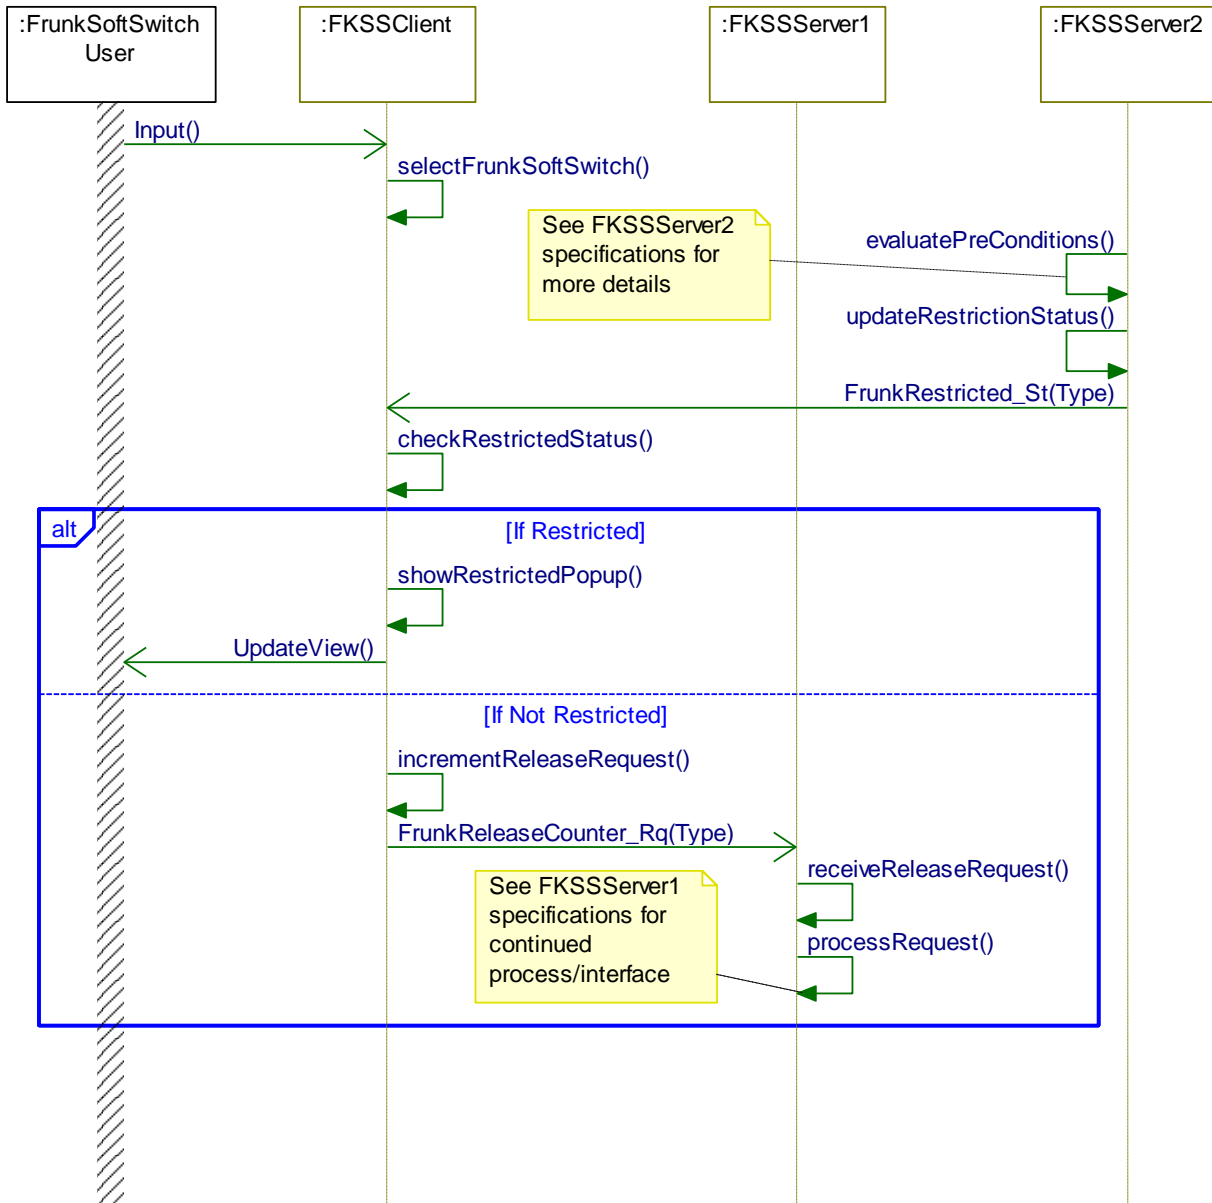 :FrunkSoftSwitch
User
:FKSSClient
:FKSSServer1
:FKSSServer2
Input()
selectFrunkSoftSwitch()
See FKSSServer2
specifications for
more details
evaluatePreConditions()
updateRestrictionStatus()
FrunkRestricted_St(Type)
checkRestrictedStatus()
alt
[If Restricted]
showRestrictedPopup()
UpdateView()
[If Not Restricted]
incrementReleaseRequest()
FrunkReleaseCounter_Rq(Type)
receiveReleaseRequest()
See FKSSServer1
specifications for
continued
process/interface
processRequest()